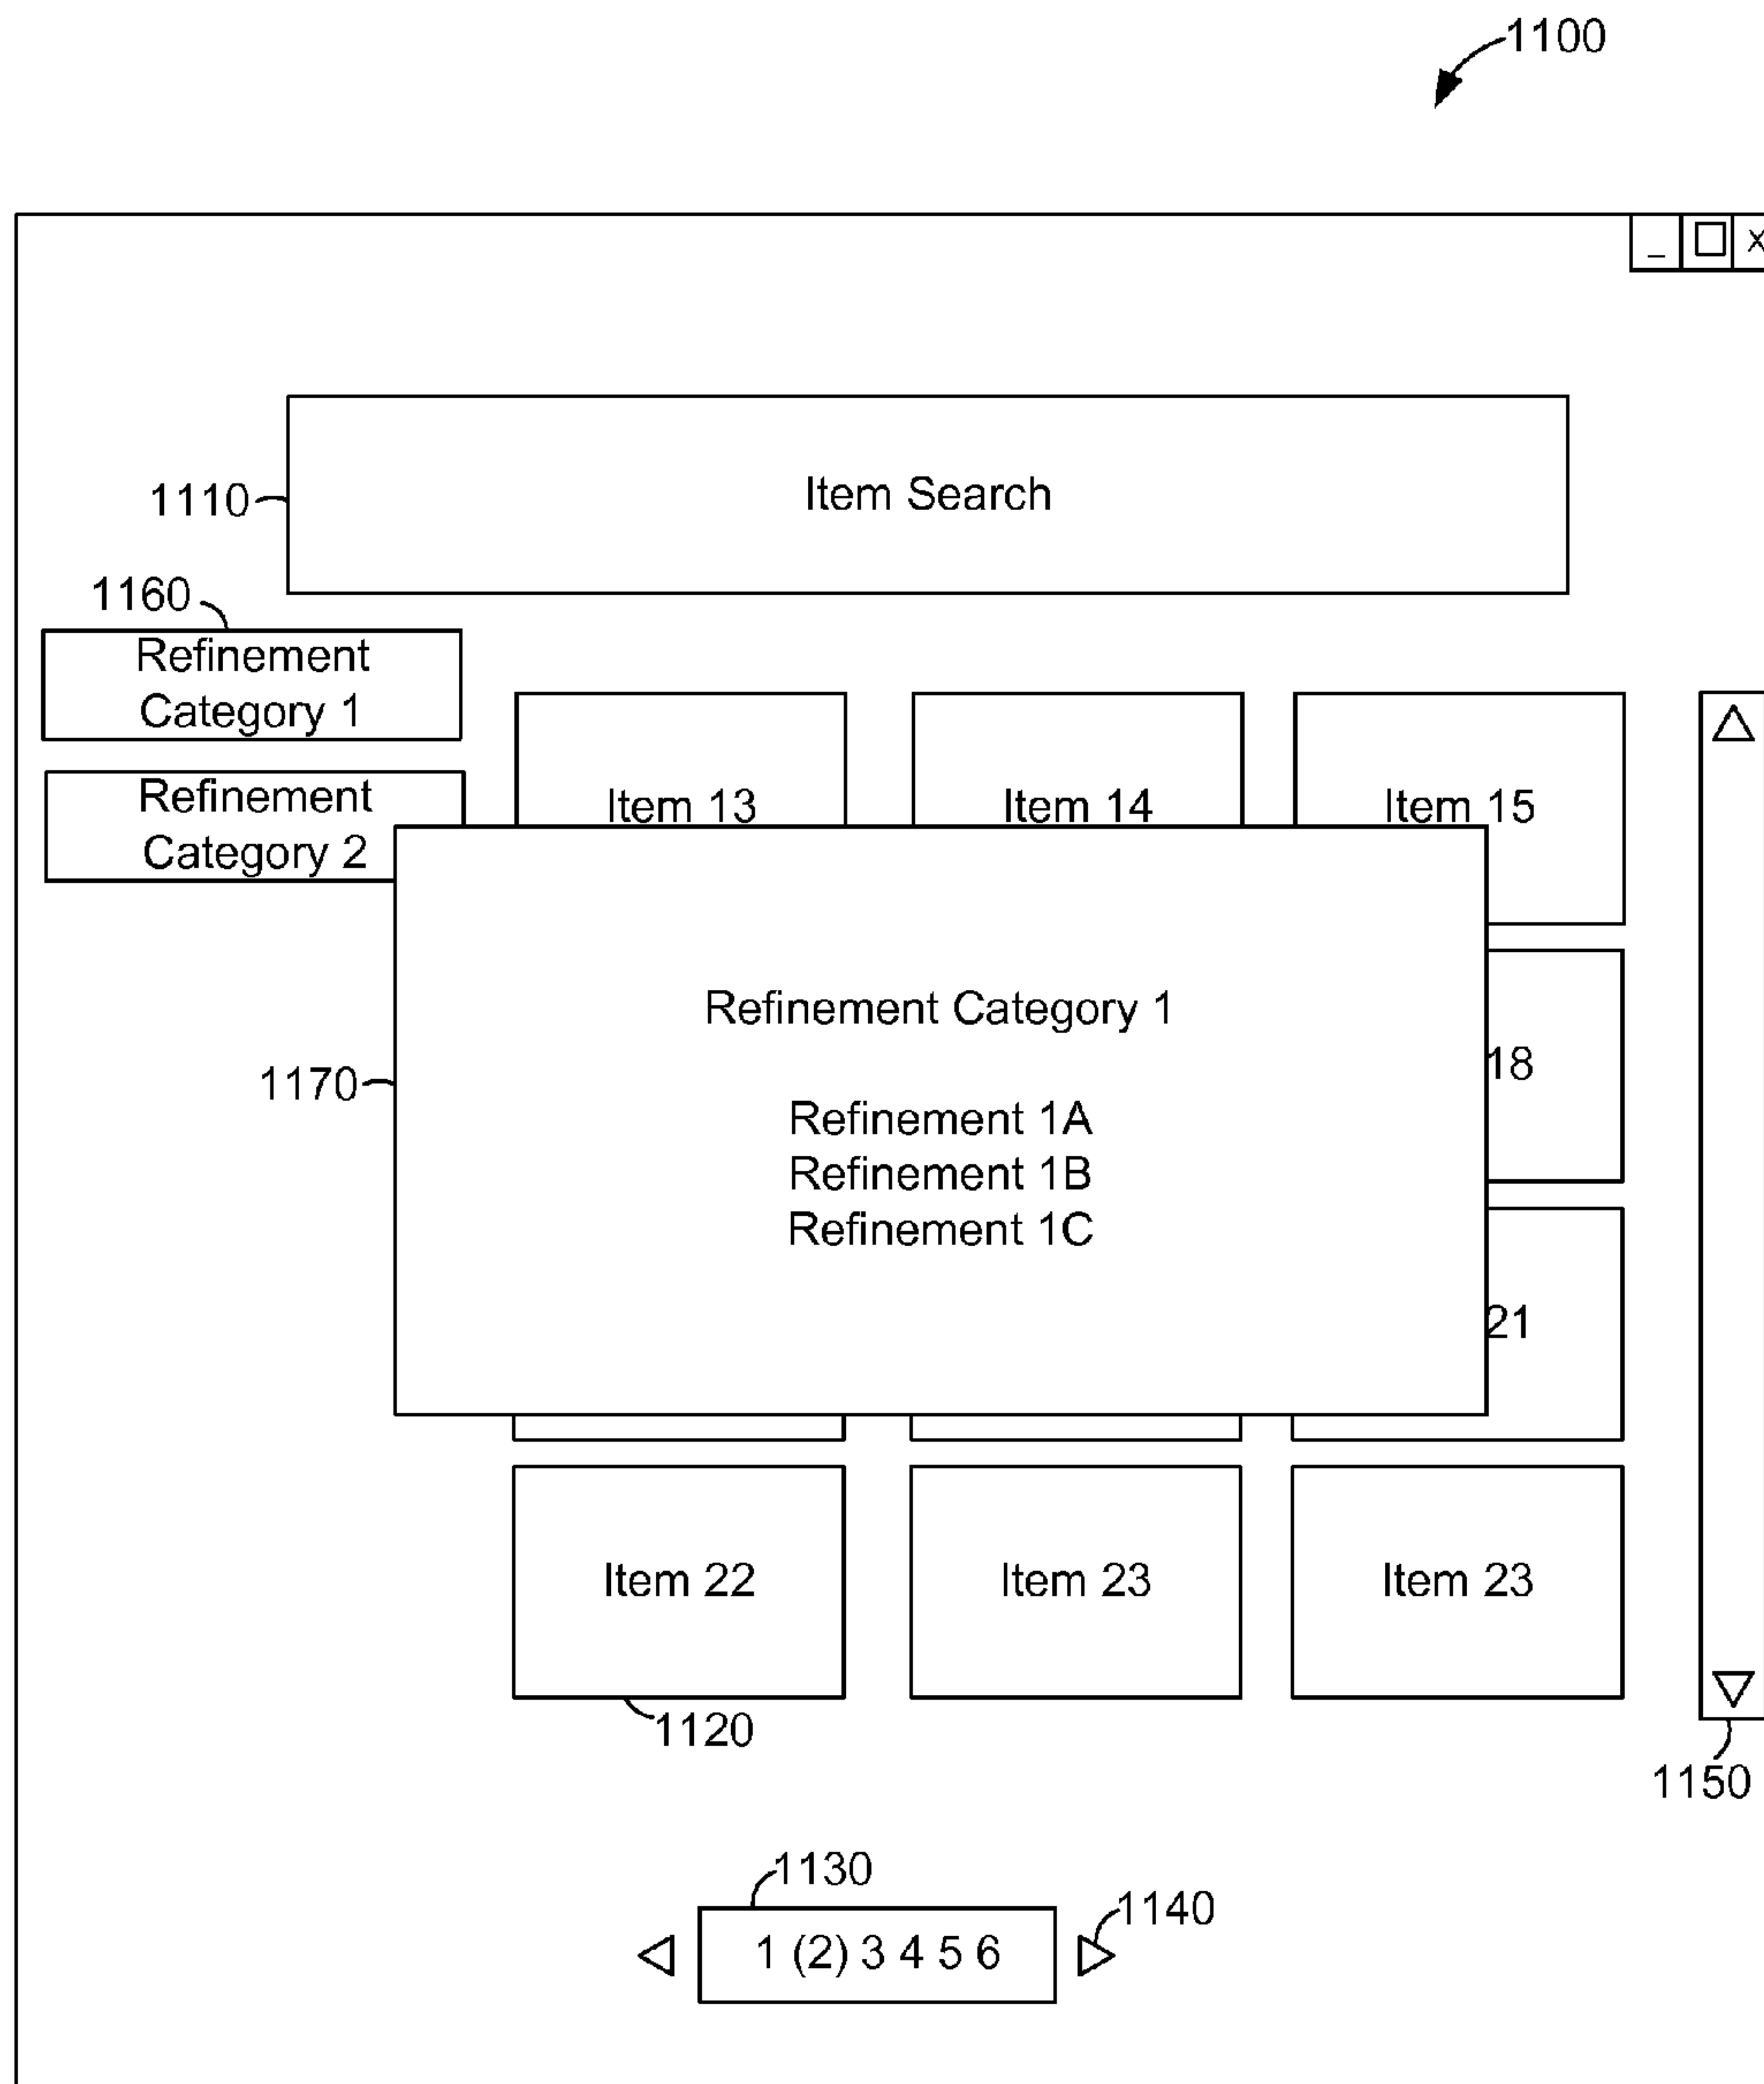 1100
_ X
1110
Item Search
1160
Refinement
Category 1
Refinement
Category 2
Item 13
Item 14
Item 15
1170
Refinement Category 1
Refinement 1A
Refinement 1B
Refinement 1C
18
21
Item 22
Item 23
Item 23
1120
1150
1130
1 (2) 3 4 5 6
1140